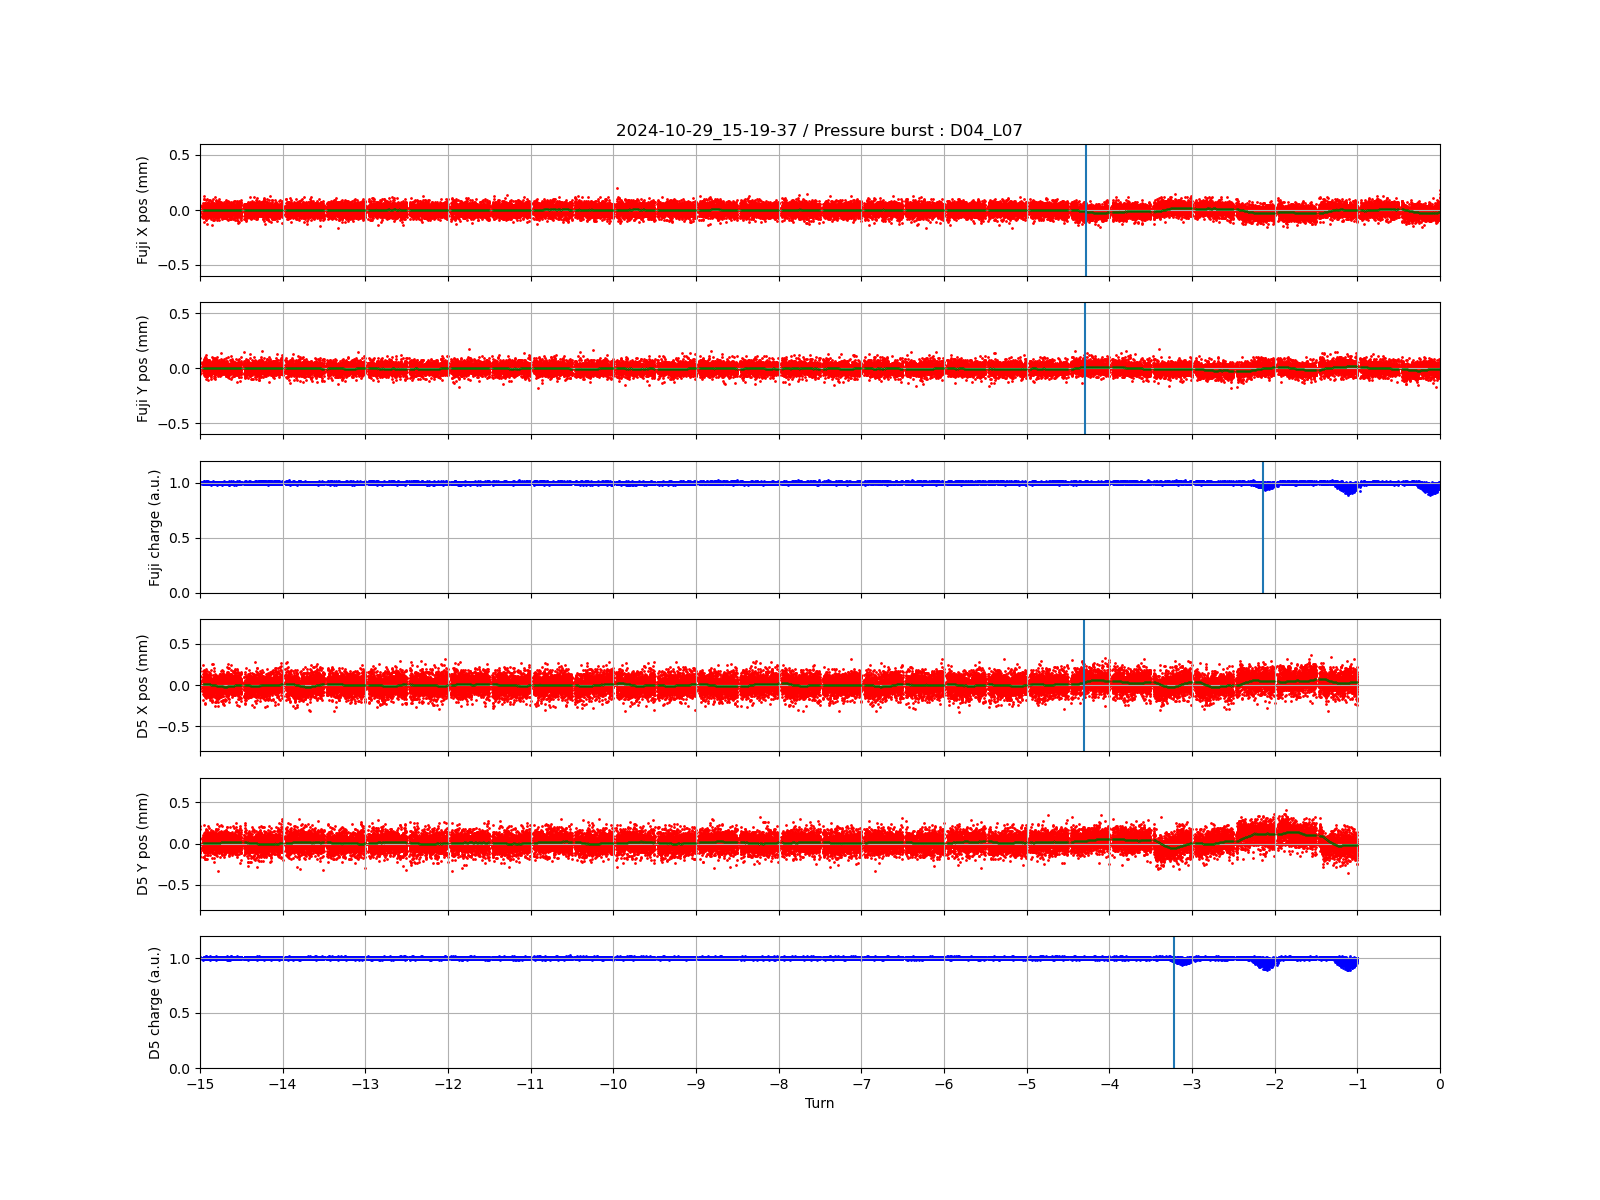 2024-10-29_15-19-37 / Pressure burst : D04_L07
Fuji X pos (mm)
0.5
0.0
−0.5
Fuji Y pos (mm)
0.5
0.0
−0.5
Fuji charge (a.u.)
1.0
0.5
0.0
D5 X pos (mm)
0.5
0.0
−0.5
D5 Y pos (mm)
0.5
0.0
−0.5
D5 charge (a.u.)
1.0
0.5
0.0
−15 −14 −13 −12 −11 −10 −9 −8 −7 −6 −5 −4 −3 −2 −1 0
Turn